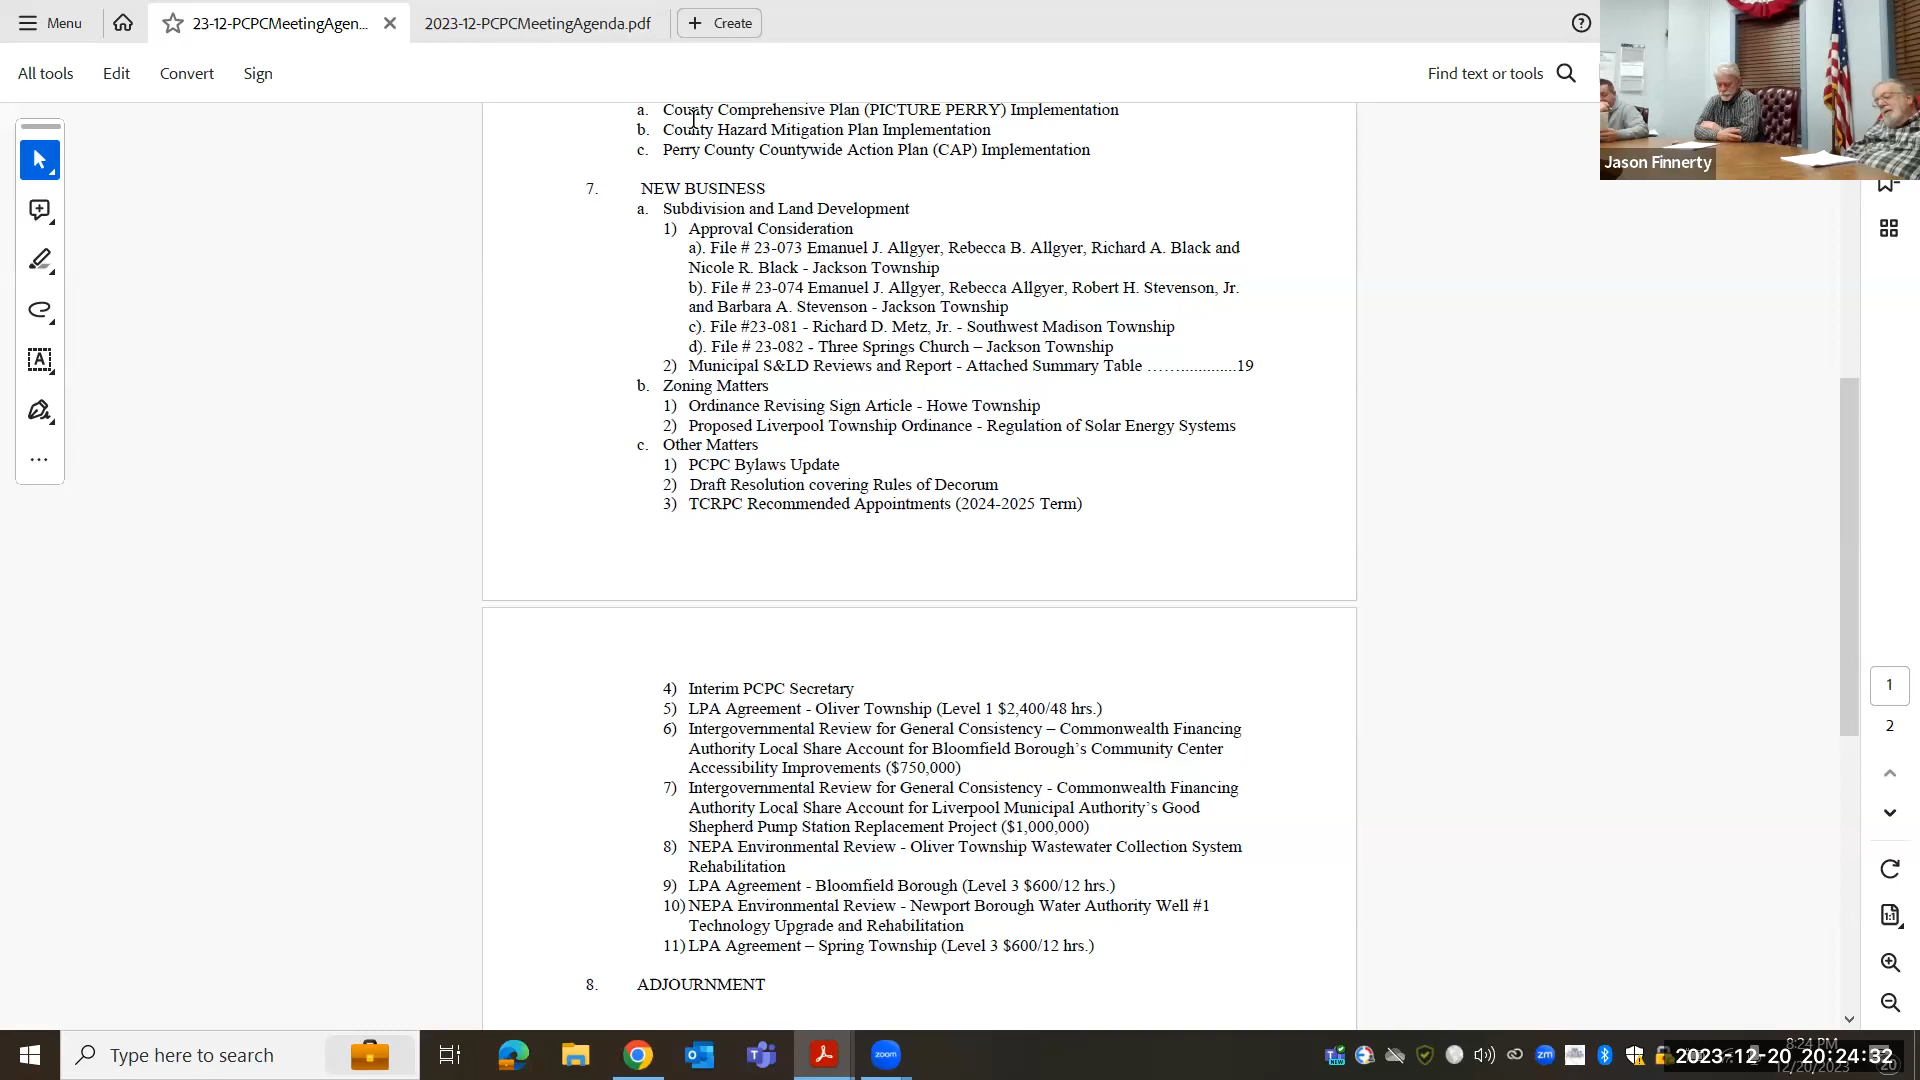 Menu
23-12-PCPCMeetingAgen...
2023-12-PCPCMeetingAgenda.pdf
Create
All tools
Edit
Convert
Sign
Find text or tools
Jason Finnerty
a. County Comprehensive Plan (PICTURE PERRY) Implementation
b. County Hazard Mitigation Plan Implementation
c. Perry County Countywide Action Plan (CAP) Implementation
7. NEW BUSINESS
a. Subdivision and Land Development
1) Approval Consideration
a). File # 23-073 Emanuel J. Allgyer, Rebecca B. Allgyer, Richard A. Black and
Nicole R. Black - Jackson Township
b). File # 23-074 Emanuel J. Allgyer, Rebecca Allgyer, Robert H. Stevenson, Jr.
and Barbara A. Stevenson - Jackson Township
c). File #23-081 - Richard D. Metz, Jr. - Southwest Madison Township
d). File # 23-082 - Three Springs Church – Jackson Township
2) Municipal S&LD Reviews and Report - Attached Summary Table ……..............19
b. Zoning Matters
1) Ordinance Revising Sign Article - Howe Township
2) Proposed Liverpool Township Ordinance - Regulation of Solar Energy Systems
c. Other Matters
1) PCPC Bylaws Update
2) Draft Resolution covering Rules of Decorum
3) TCRPC Recommended Appointments (2024-2025 Term)
4) Interim PCPC Secretary
5) LPA Agreement - Oliver Township (Level 1 $2,400/48 hrs.)
6) Intergovernmental Review for General Consistency – Commonwealth Financing
Authority Local Share Account for Bloomfield Borough’s Community Center
Accessibility Improvements ($750,000)
7) Intergovernmental Review for General Consistency - Commonwealth Financing
Authority Local Share Account for Liverpool Municipal Authority’s Good
Shepherd Pump Station Replacement Project ($1,000,000)
8) NEPA Environmental Review - Oliver Township Wastewater Collection System
Rehabilitation
9) LPA Agreement - Bloomfield Borough (Level 3 $600/12 hrs.)
10) NEPA Environmental Review - Newport Borough Water Authority Well #1
Technology Upgrade and Rehabilitation
11) LPA Agreement – Spring Township (Level 3 $600/12 hrs.)
8. ADJOURNMENT
1
2
Type here to search
zoom
zm
8:24 PM
12/20/2023
2023-12-20 20:24:32